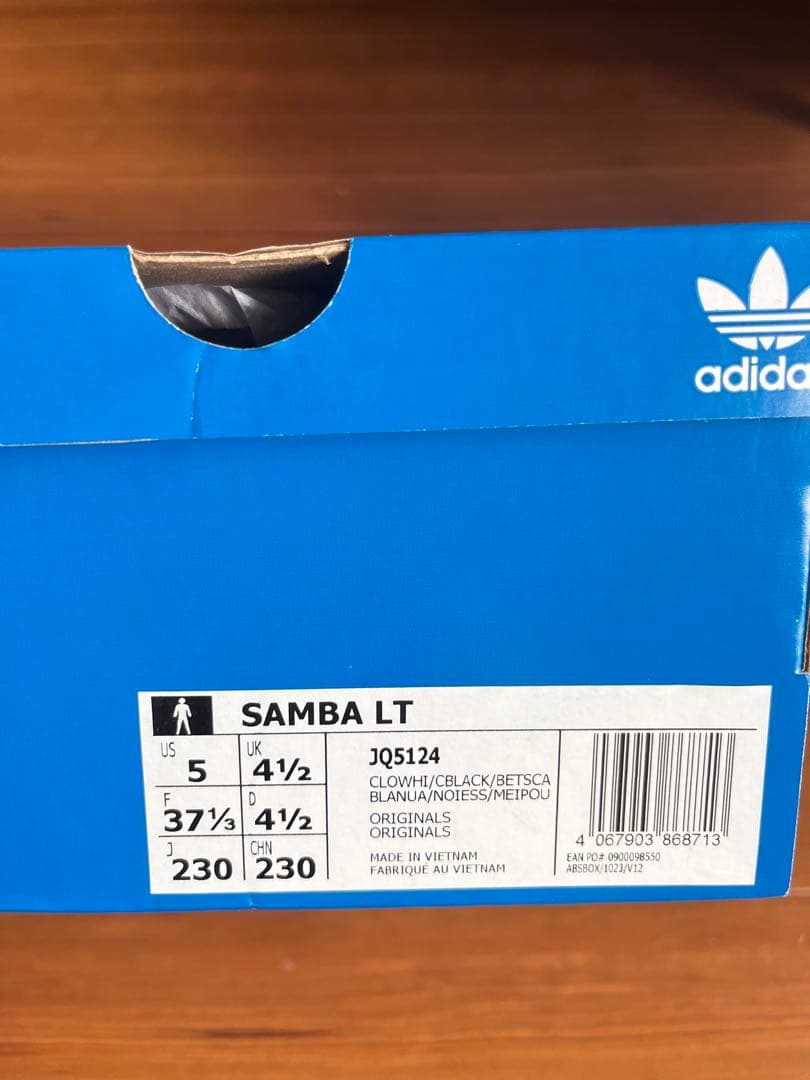 adida
SAMBA LT
US 5 UK 4½
F 37⅓ D 4½
J 230 CHN 230
JQ5124
CLOWHI/CBLACK/BETSCA
BLANUA/NOIESS/MEIPOU
ORIGINALS
ORIGINALS
MADE IN VIETNAM
FABRIQUÉ AU VIETNAM
4 067903 868713
EAN PO# 0900098550
ABSBOX/1023/V12